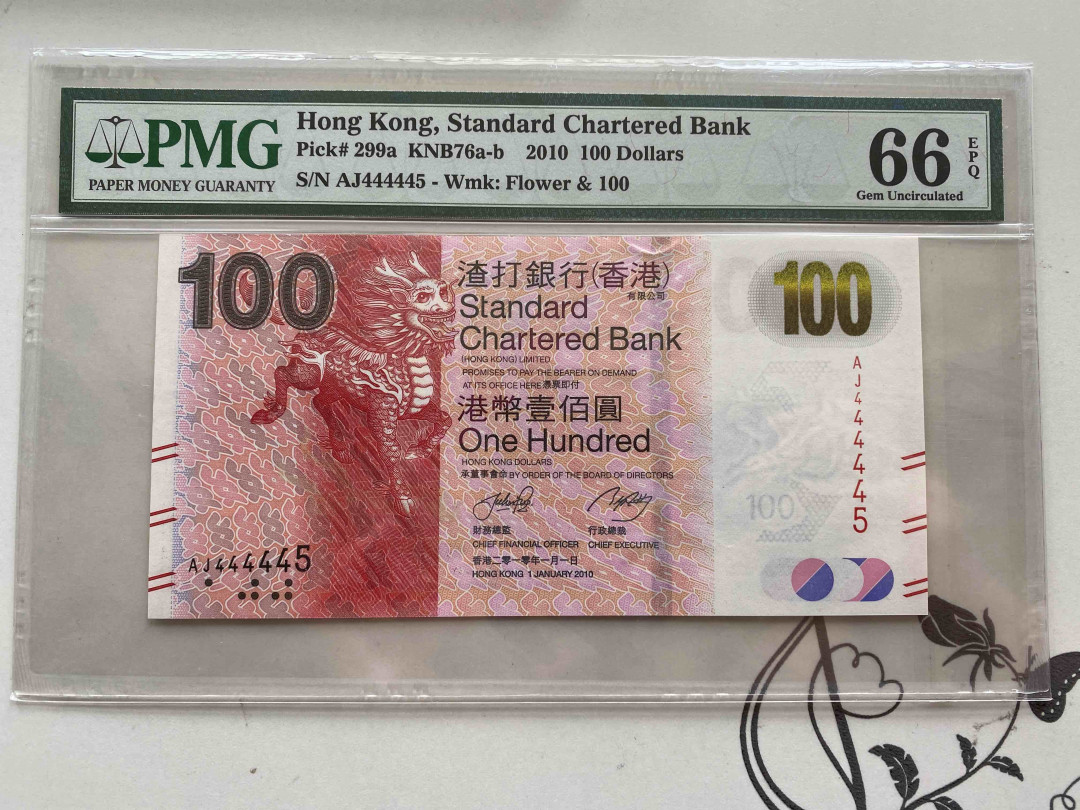 PMG
PAPER MONEY GUARANTY
Hong Kong, Standard Chartered Bank
Pick# 299a KNB76a-b 2010 100 Dollars
S/N AJ444445 - Wmk: Flower & 100
66
EPQ
Gem Uncirculated
100
渣打銀行(香港)
有限公司
Standard
Chartered Bank
(HONG KONG) LIMITED
PROMISES TO PAY THE BEARER ON DEMAND
AT ITS OFFICE HERE 憑票即付
港幣壹佰圓
One Hundred
HONG KONG DOLLARS
承董事會命 BY ORDER OF THE BOARD OF DIRECTORS
財務總監
行政總裁
CHIEF FINANCIAL OFFICER
CHIEF EXECUTIVE
香港二〇一〇年一月一日
HONG KONG 1 JANUARY 2010
AJ444445
100
AJ444445
100